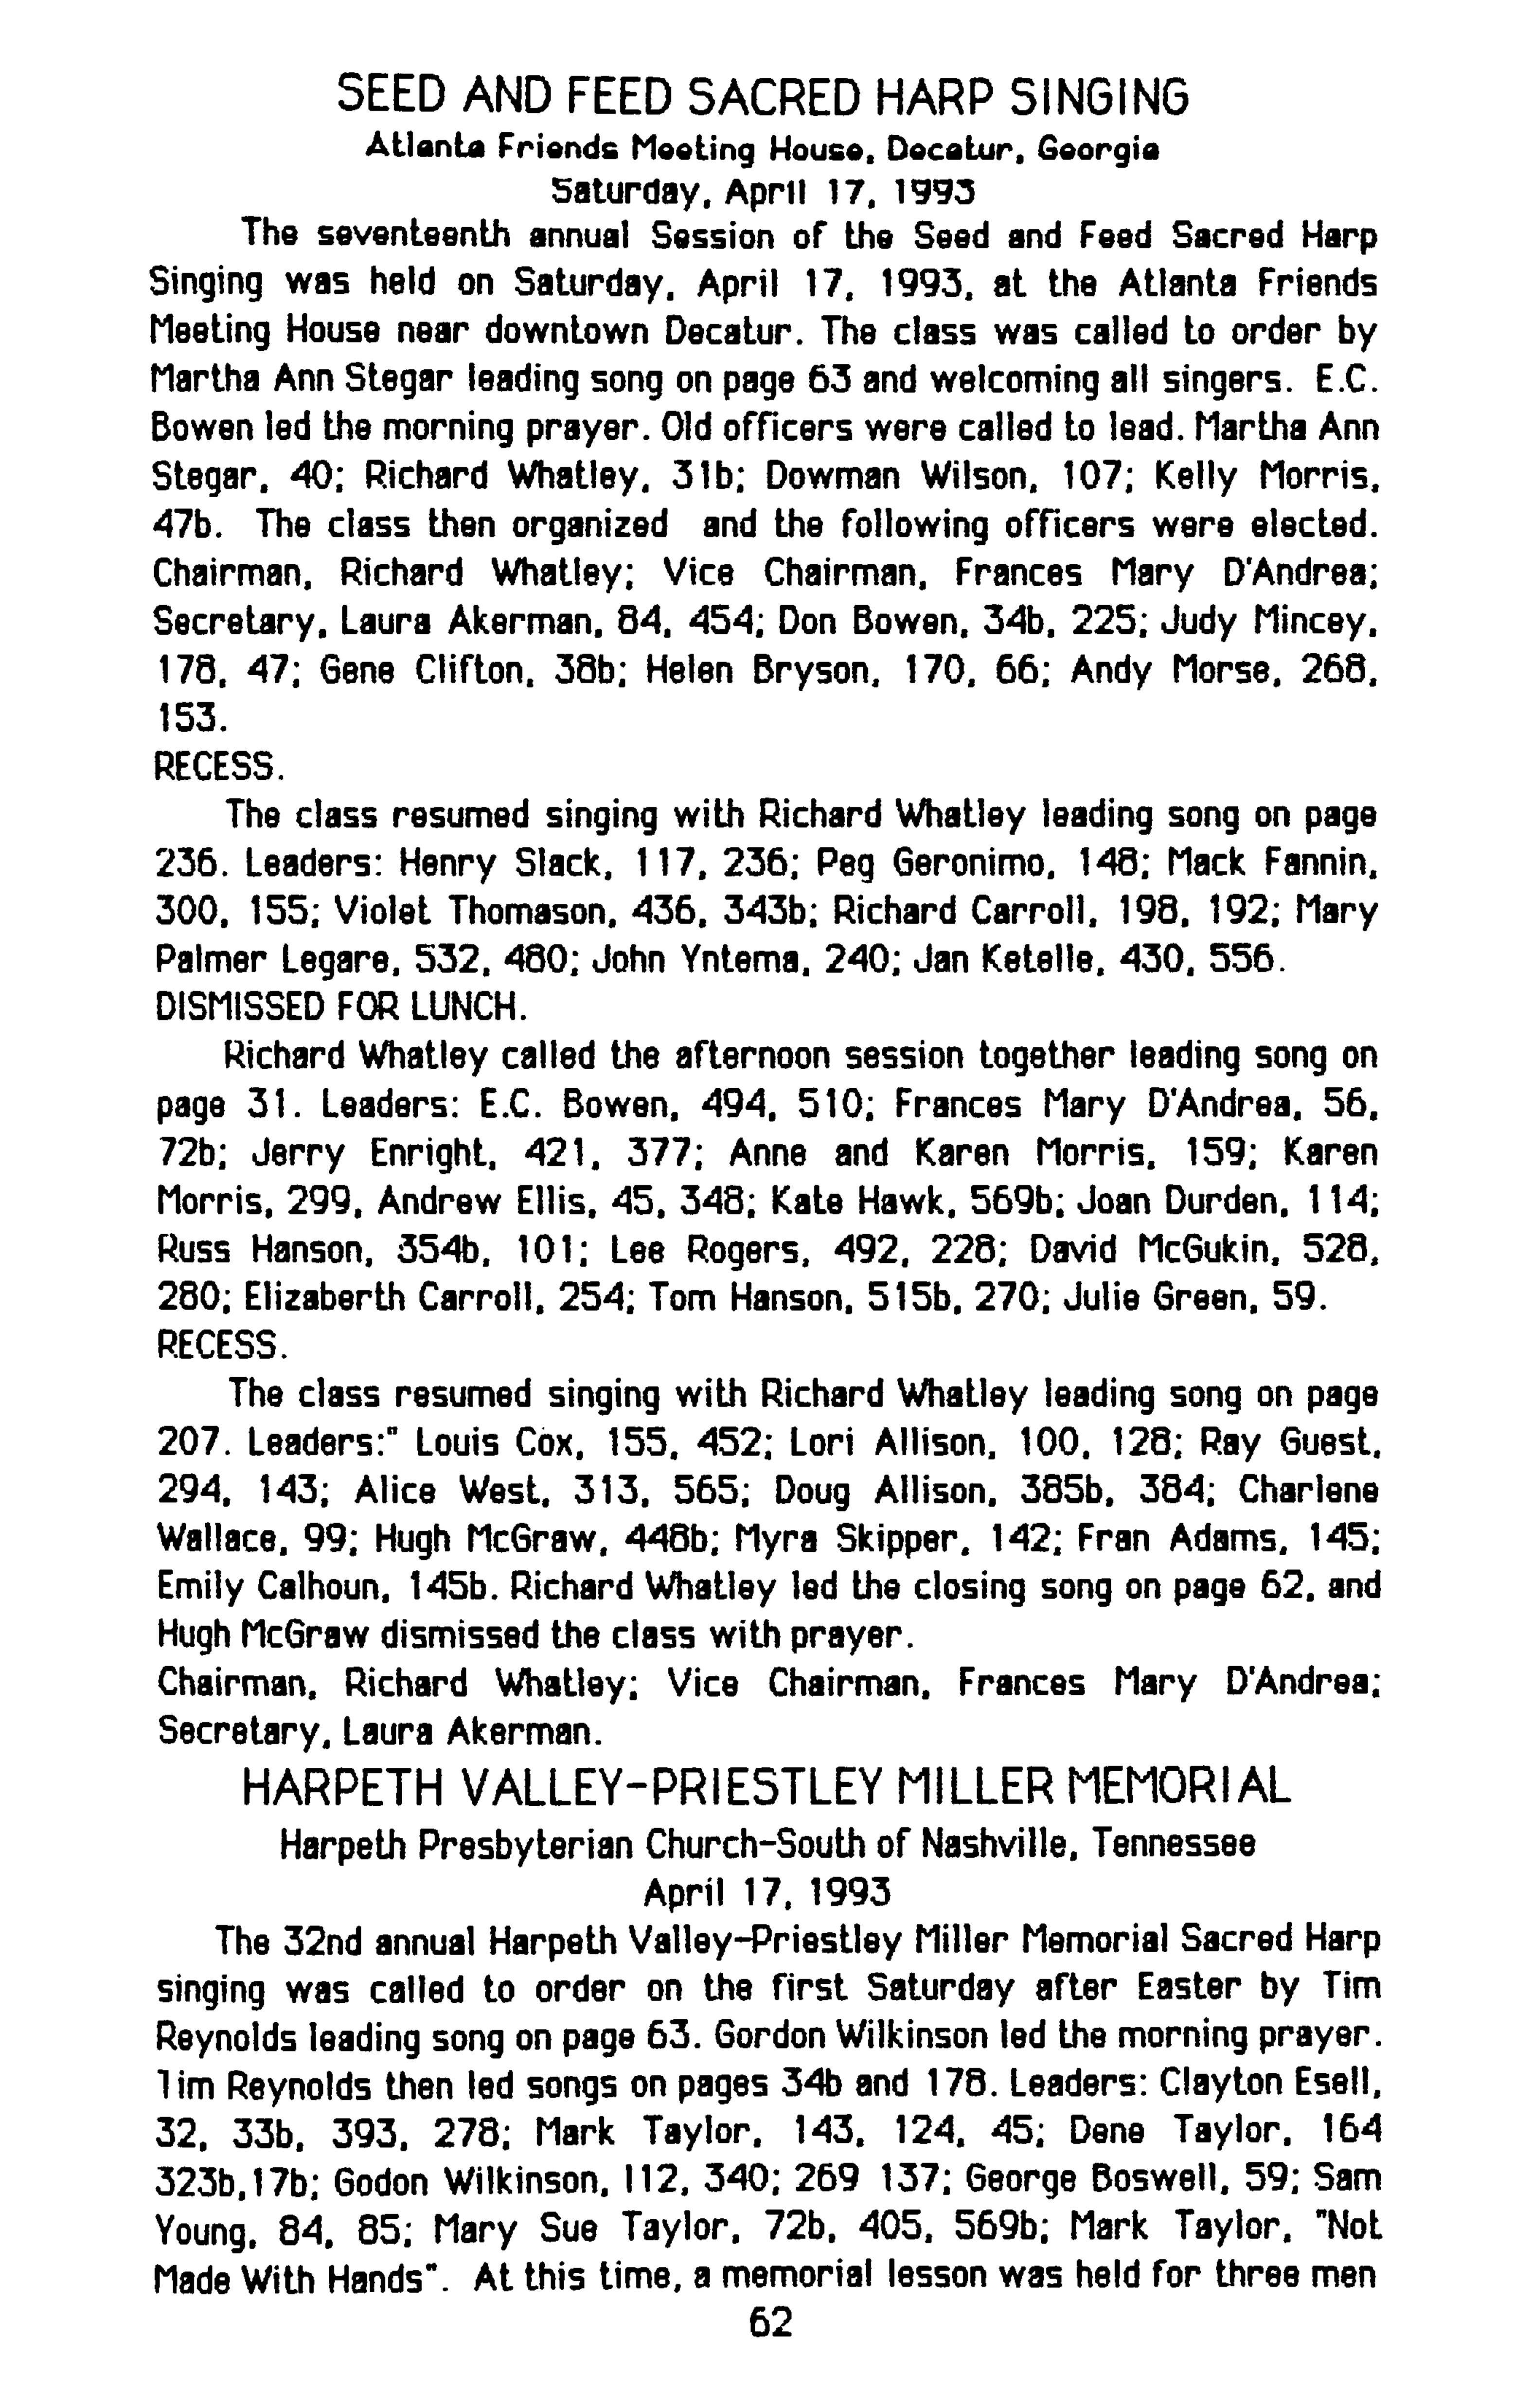 SEED AND FEED SACRED HARP SINGING
Atlanta Friends Meeting House, Decatur, Georgia
Saturday, April 17, 1993
The seventeenth annual Session of the Seed and Feed Sacred Harp
Singing was held on Saturday, April 17, 1993, at the Atlanta Friends
Meeting House near downtown Decatur. The class was called to order by
Martha Ann Stegar leading song on page 63 and welcoming all singers. E.C.
Bowen led the morning prayer. Old officers were called to lead. Martha Ann
Stegar, 40; Richard Whatley, 31b; Dowman Wilson, 107; Kelly Morris,
47b. The class then organized and the following officers were elected.
Chairman, Richard Whatley; Vice Chairman, Frances Mary D'Andrea;
Secretary, Laura Akerman, 84, 454; Don Bowen, 34b, 225; Judy Mincey,
178, 47; Gene Clifton, 38b; Helen Bryson, 170, 66; Andy Morse, 268,
153.
RECESS.
The class resumed singing with Richard Whatley leading song on page
236. Leaders: Henry Slack, 117, 236; Peg Geronimo, 148; Mack Fannin,
300, 155; Violet Thomason, 436, 343b; Richard Carroll, 198, 192; Mary
Palmer Legare, 532, 480; John Yntema, 240; Jan Ketelle, 430, 556.
DISMISSED FOR LUNCH.
Richard Whatley called the afternoon session together leading song on
page 31. Leaders: E.C. Bowen, 494, 510; Frances Mary D'Andrea, 56,
72b; Jerry Enright, 421, 377; Anne and Karen Morris, 159; Karen
Morris, 299, Andrew Ellis, 45, 348; Kate Hawk, 569b; Joan Durden, 114;
Russ Hanson, 354b, 101; Lee Rogers, 492, 228; David McGukin, 528,
280; Elizaberth Carroll, 254; Tom Hanson, 515b, 270; Julie Green, 59.
RECESS.
The class resumed singing with Richard Whatley leading song on page
207. Leaders:" Louis Cox, 155, 452; Lori Allison, 100, 128; Ray Guest,
294, 143; Alice West, 313, 565; Doug Allison, 385b, 384; Charlene
Wallace, 99; Hugh McGraw, 448b; Myra Skipper, 142; Fran Adams, 145;
Emily Calhoun, 145b. Richard Whatley led the closing song on page 62, and
Hugh McGraw dismissed the class with prayer.
Chairman, Richard Whatley; Vice Chairman, Frances Mary D'Andrea;
Secretary, Laura Akerman.
HARPETH VALLEY-PRIESTLEY MILLER MEMORIAL
Harpeth Presbyterian Church-South of Nashville, Tennessee
April 17, 1993
The 32nd annual Harpeth Valley-Priestley Miller Memorial Sacred Harp
singing was called to order on the first Saturday after Easter by Tim
Reynolds leading song on page 63. Gordon Wilkinson led the morning prayer.
Tim Reynolds then led songs on pages 34b and 178. Leaders: Clayton Esell,
32, 33b, 393, 278; Mark Taylor, 143, 124, 45; Dene Taylor, 164
323b,17b; Godon Wilkinson, 112, 340; 269 137; George Boswell, 59; Sam
Young, 84, 85; Mary Sue Taylor, 72b, 405, 569b; Mark Taylor, "Not
Made With Hands". At this time, a memorial lesson was held for three men
62